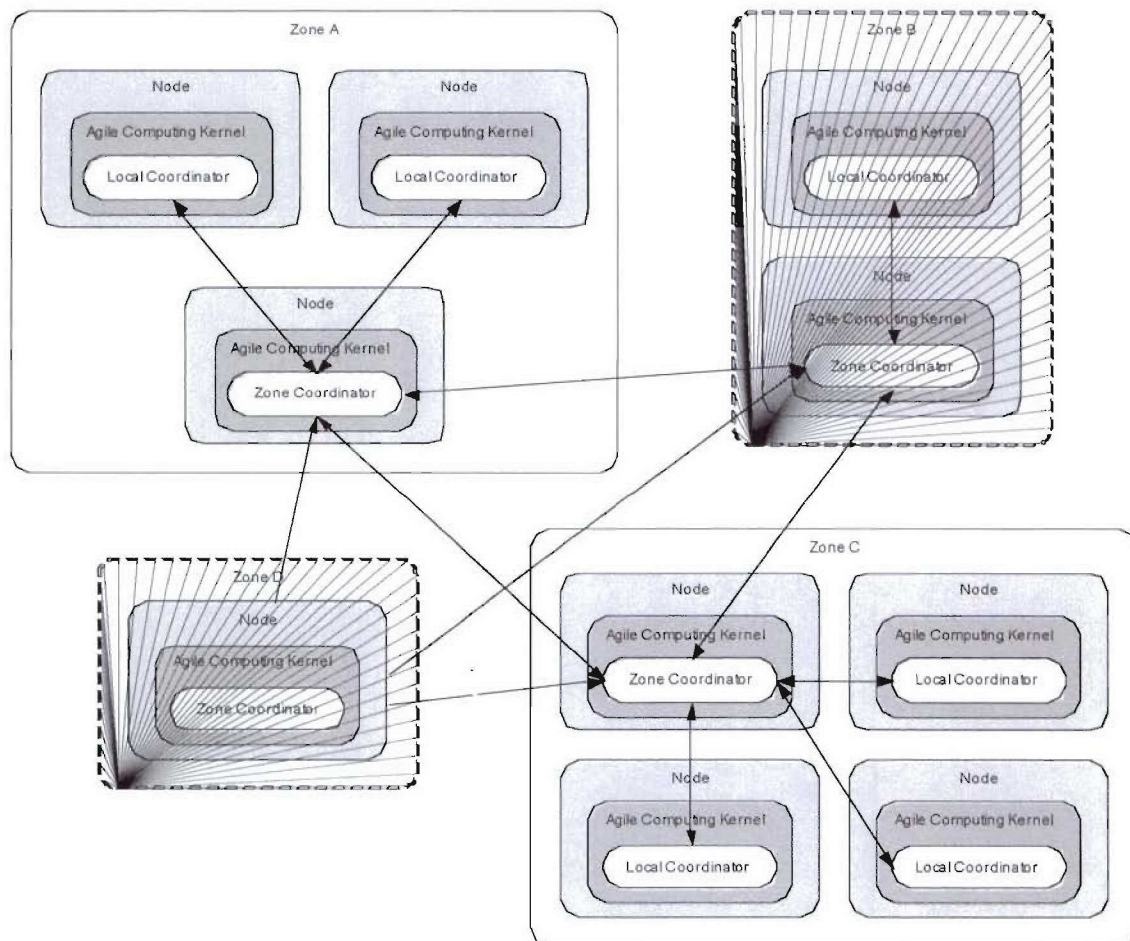 Zone A
Node
Agile Computing Kernel
Local Coordinator
Node
Agile Computing Kernel
Local Coordinator
Node
Agile Computing Kernel
Zone Coordinator
Zone B
Node
Agile Computing Kernel
Local Coordinator
Node
Agile Computing Kernel
Zone Coordinator
Zone D
Node
Agile Computing Kernel
Zone Coordinator
Zone C
Node
Agile Computing Kernel
Zone Coordinator
Node
Agile Computing Kernel
Local Coordinator
Node
Agile Computing Kernel
Local Coordinator
Node
Agile Computing Kernel
Local Coordinator